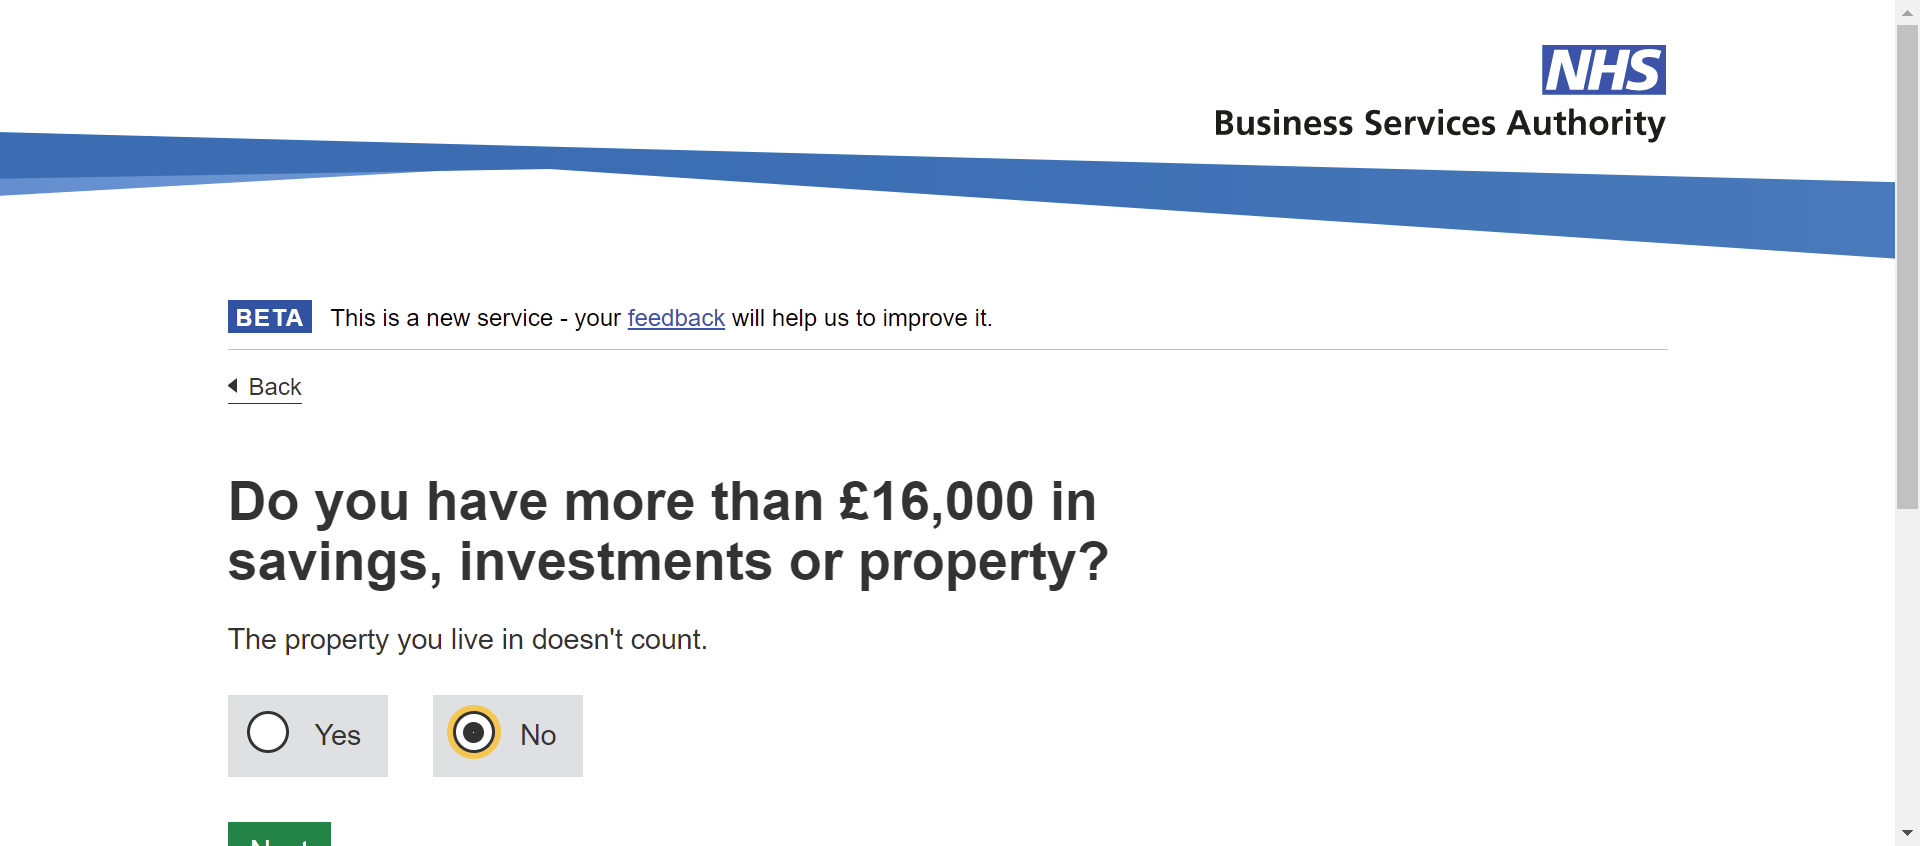 NHS
Business Services Authority
BETA This is a new service - your feedback will help us to improve it.
Back
Do you have more than £16,000 in
savings, investments or property?
The property you live in doesn't count.
Yes No
Next